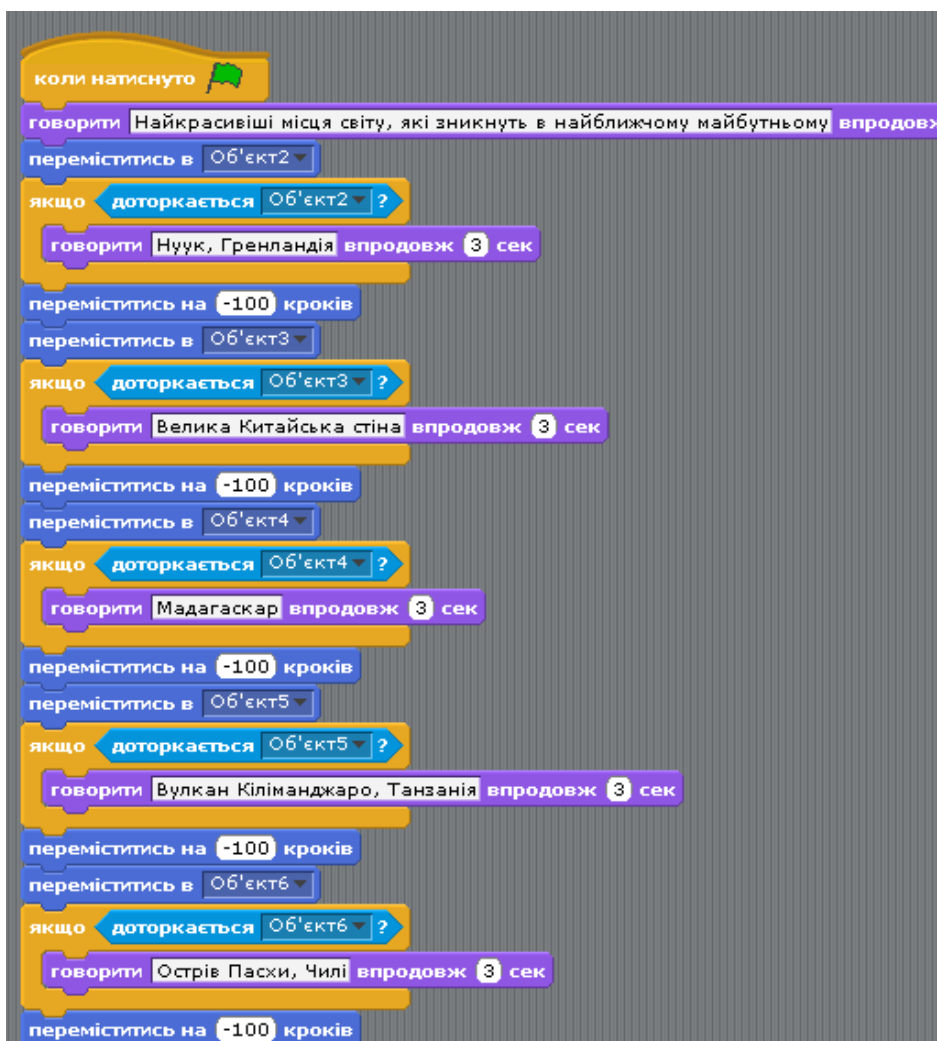 коли натиснуто
говорити Найкрасивіші місця світу, які зникнуть в найближчому майбутньому впродовж
переміститись в Об'єкт2
якщо доторкається Об'єкт2 ?
говорити Нуук, Гренландія впродовж 3 сек
переміститись на -100 кроків
переміститись в Об'єкт3
якщо доторкається Об'єкт3 ?
говорити Велика Китайська стіна впродовж 3 сек
переміститись на -100 кроків
переміститись в Об'єкт4
якщо доторкається Об'єкт4 ?
говорити Мадагаскар впродовж 3 сек
переміститись на -100 кроків
переміститись в Об'єкт5
якщо доторкається Об'єкт5 ?
говорити Вулкан Кіліманджаро, Танзанія впродовж 3 сек
переміститись на -100 кроків
переміститись в Об'єкт6
якщо доторкається Об'єкт6 ?
говорити Острів Пасхи, Чилі впродовж 3 сек
переміститись на -100 кроків